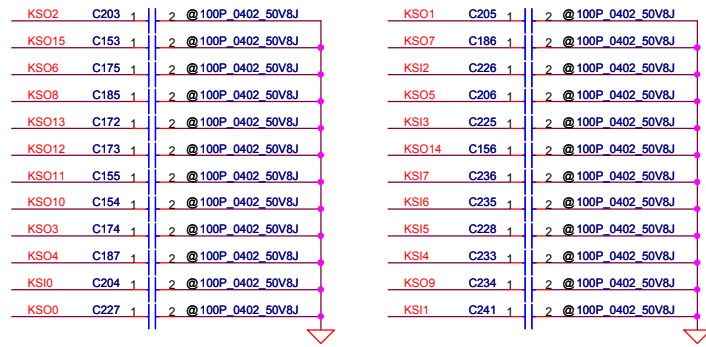 KSO2 C203 1 2 @100P_0402_50V8J
KSO15 C153 1 2 @100P_0402_50V8J
KSO6 C175 1 2 @100P_0402_50V8J
KSO8 C185 1 2 @100P_0402_50V8J
KSO13 C172 1 2 @100P_0402_50V8J
KSO12 C173 1 2 @100P_0402_50V8J
KSO11 C155 1 2 @100P_0402_50V8J
KSO10 C154 1 2 @100P_0402_50V8J
KSO3 C174 1 2 @100P_0402_50V8J
KSO4 C187 1 2 @100P_0402_50V8J
KSI0 C204 1 2 @100P_0402_50V8J
KSO0 C227 1 2 @100P_0402_50V8J
KSO1 C205 1 2 @100P_0402_50V8J
KSO7 C186 1 2 @100P_0402_50V8J
KSI2 C226 1 2 @100P_0402_50V8J
KSO5 C206 1 2 @100P_0402_50V8J
KSI3 C225 1 2 @100P_0402_50V8J
KSO14 C156 1 2 @100P_0402_50V8J
KSI7 C236 1 2 @100P_0402_50V8J
KSI6 C235 1 2 @100P_0402_50V8J
KSI5 C228 1 2 @100P_0402_50V8J
KSI4 C233 1 2 @100P_0402_50V8J
KSO9 C234 1 2 @100P_0402_50V8J
KSI1 C241 1 2 @100P_0402_50V8J